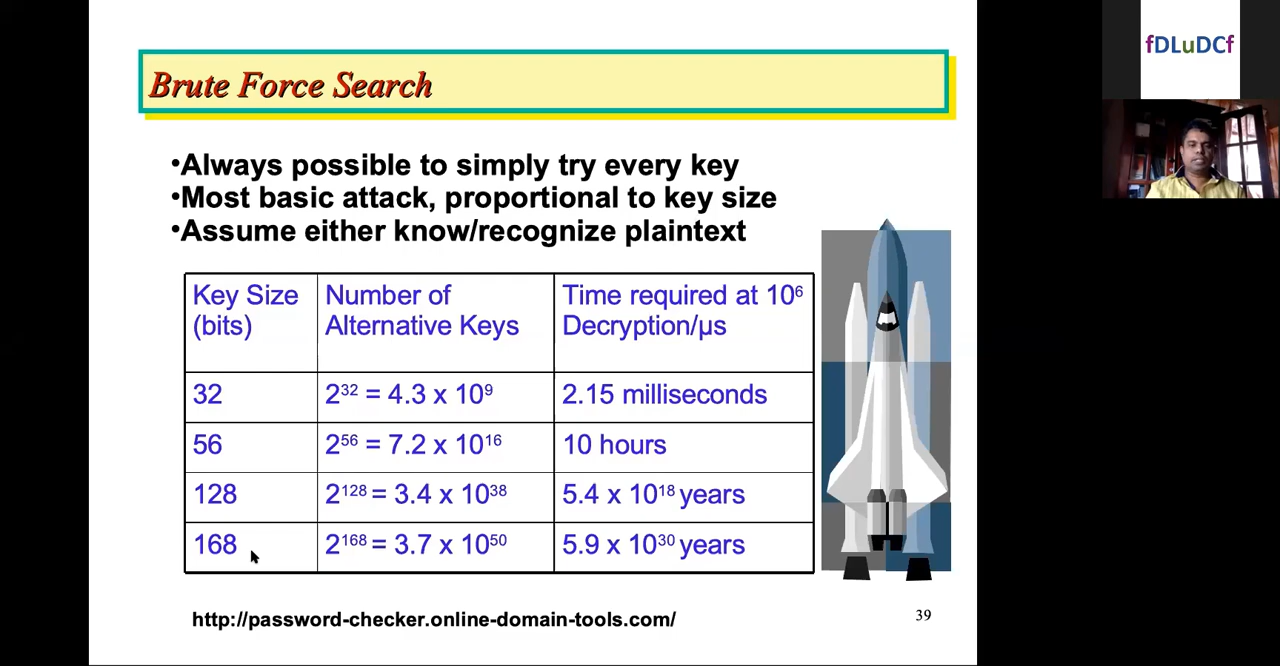 fDLuDCf
Brute Force Search
•Always possible to simply try every key
•Most basic attack, proportional to key size
•Assume either know/recognize plaintext
Key Size (bits)
Number of Alternative Keys
Time required at 10⁶ Decryption/µs
32
2³² = 4.3 x 10⁹
2.15 milliseconds
56
2⁵⁶ = 7.2 x 10¹⁶
10 hours
128
2¹²⁸ = 3.4 x 10³⁸
5.4 x 10¹⁸ years
168
2¹⁶⁸ = 3.7 x 10⁵⁰
5.9 x 10³⁰ years
http://password-checker.online-domain-tools.com/
39